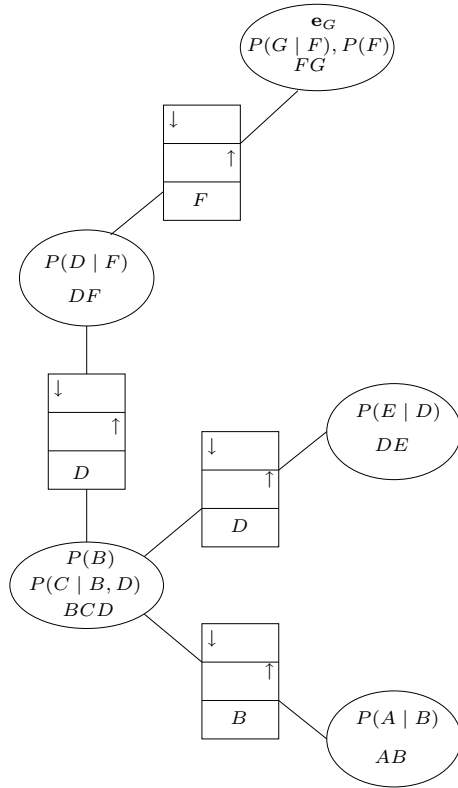 e_G
P(G | F), P(F)
FG
↓
↑
F
P(D | F)
DF
↓
↑
D
P(E | D)
DE
↓
↑
D
P(B)
P(C | B, D)
BCD
↓
↑
B
P(A | B)
AB